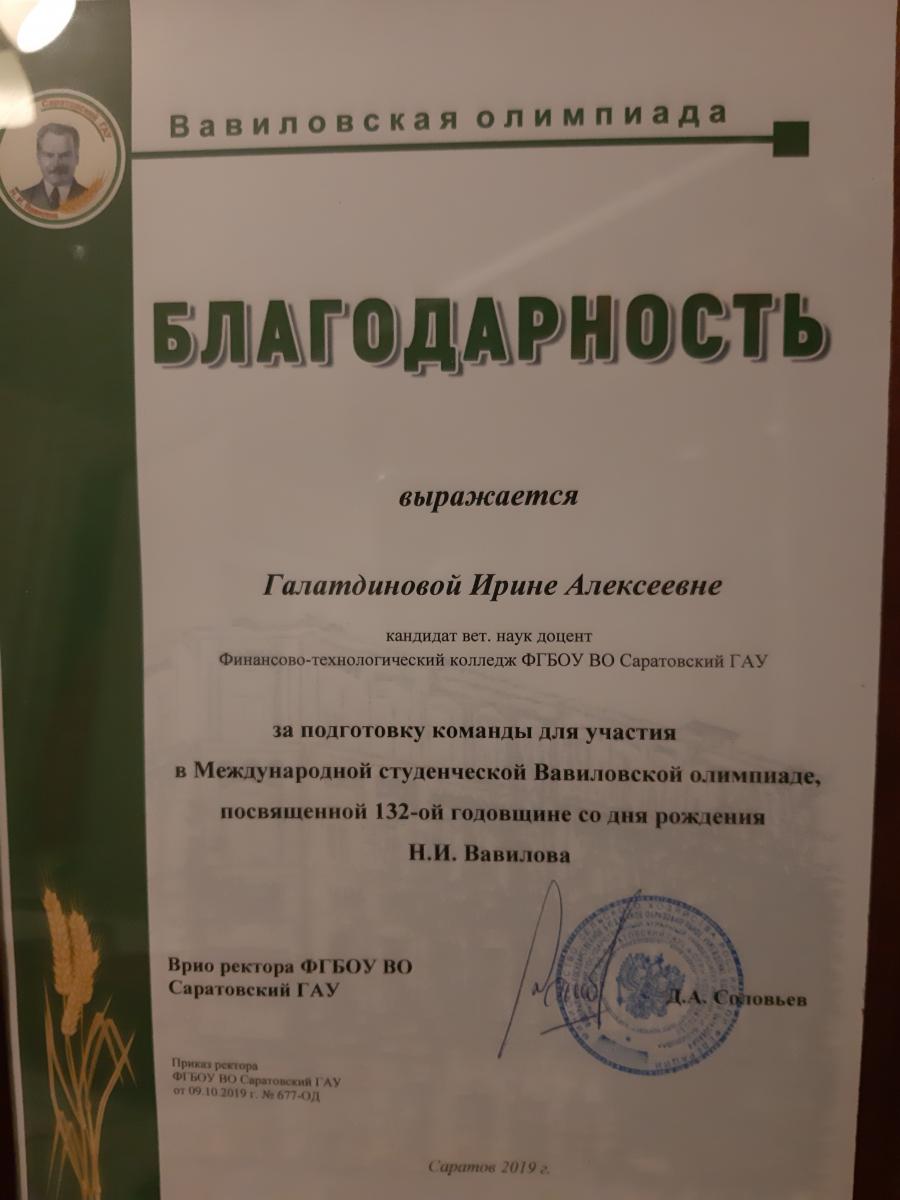 Саратовский ГАУ
Н.И. Вавилов
Вавиловская олимпиада
БЛАГОДАРНОСТЬ
выражается
Галатдиновой Ирине Алексеевне
кандидат вет. наук доцент
Финансово-технологический колледж ФГБОУ ВО Саратовский ГАУ
за подготовку команды для участия
в Международной студенческой Вавиловской олимпиаде,
посвященной 132-ой годовщине со дня рождения
Н.И. Вавилова
Врио ректора ФГБОУ ВО
Саратовский ГАУ
Д.А. Соловьев
Приказ ректора
ФГБОУ ВО Саратовский ГАУ
от 09.10.2019 г. № 677-ОД
Саратов 2019 г.